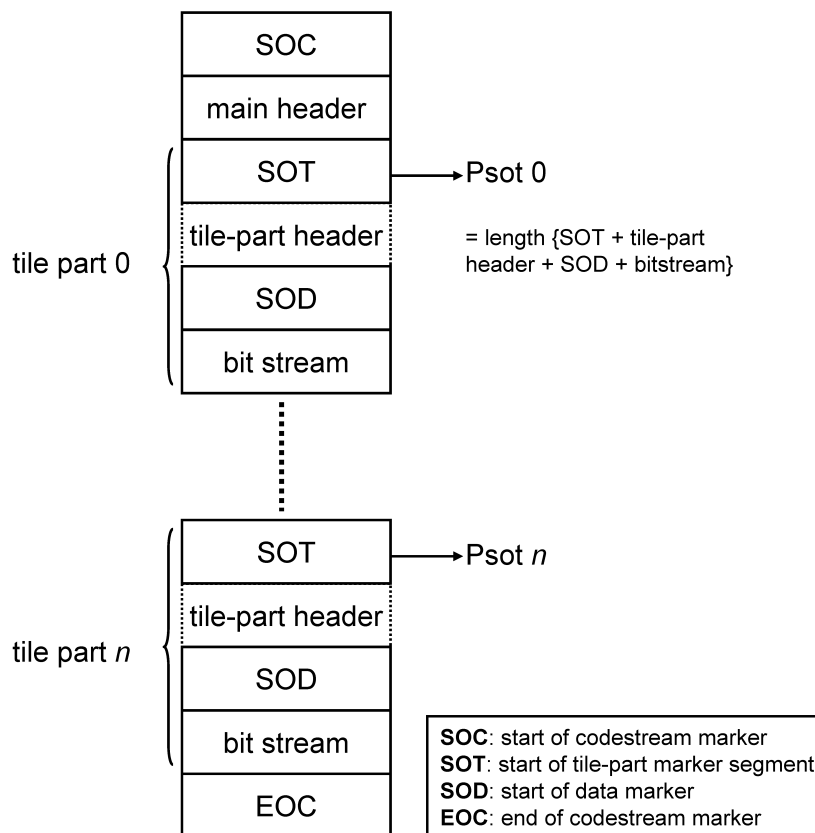 SOC
main header
SOT
Psot 0
tile-part header
= length {SOT + tile-part
header + SOD + bitstream}
tile part 0
SOD
bit stream
SOT
Psot n
tile-part header
tile part n
SOD
bit stream
EOC
SOC: start of codestream marker
SOT: start of tile-part marker segment
SOD: start of data marker
EOC: end of codestream marker